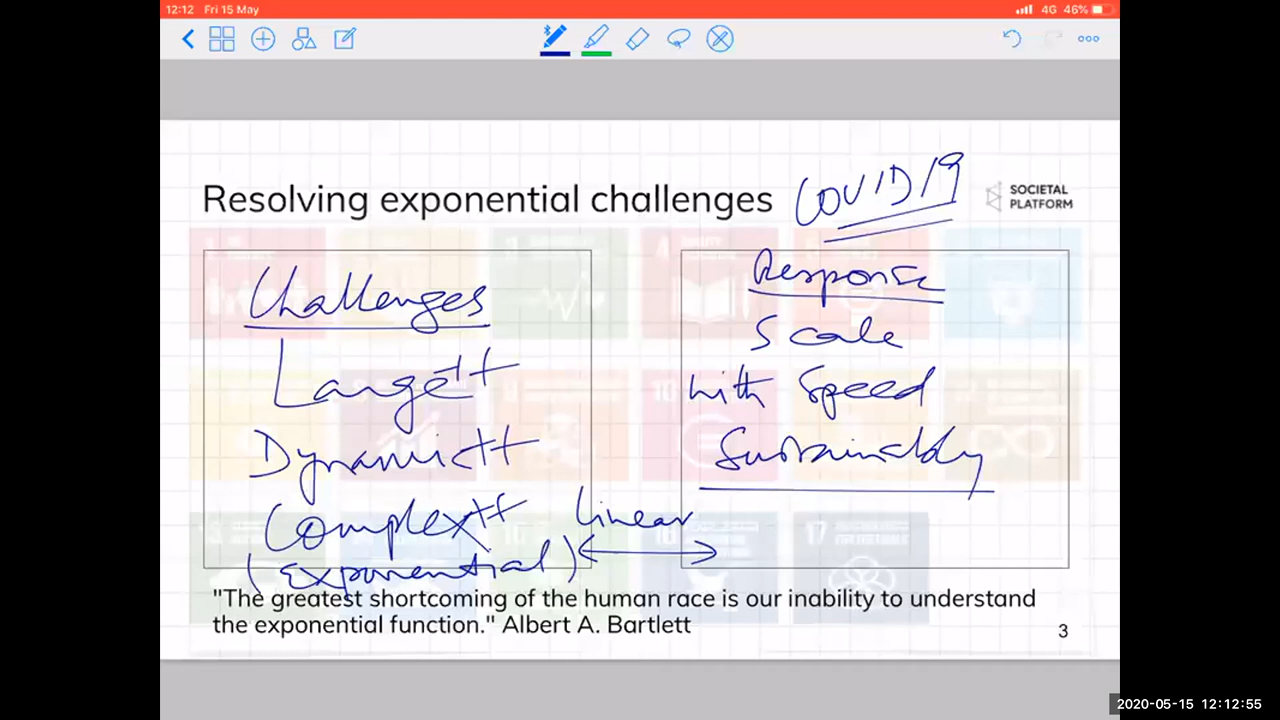 12:12 Fri 15 May 4G 46%
Resolving exponential challenges COVID19
SOCIETAL
PLATFORM
Challenges
Large++
Dynamic++
Complex++
(exponential)
Linear
Response
Scale
with Speed
Sustainably
17
"The greatest shortcoming of the human race is our inability to understand
the exponential function." Albert A. Bartlett
3
2020-05-15 12:12:55